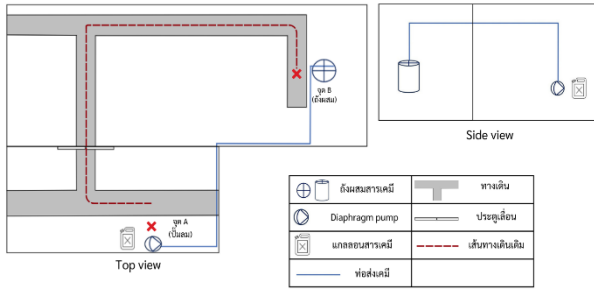 จุด B
(ถังผสม)
จุด A
(ปั๊มลม)
Top view
Side view
ถังผสมสารเคมี
ทางเดิน
Diaphragm pump
ประตูเลื่อน
แกลลอนสารเคมี
เส้นทางเดินเดิม
ท่อส่งเคมี